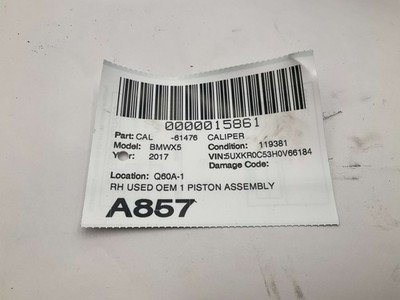 0000015861
Part: CAL -61476 CALIPER
Model: BMWX5 Condition: 119381
Year: 2017 VIN:5UXKR0C53H0V66184
Damage Code:
Location: Q60A-1
RH USED OEM 1 PISTON ASSEMBLY
A857